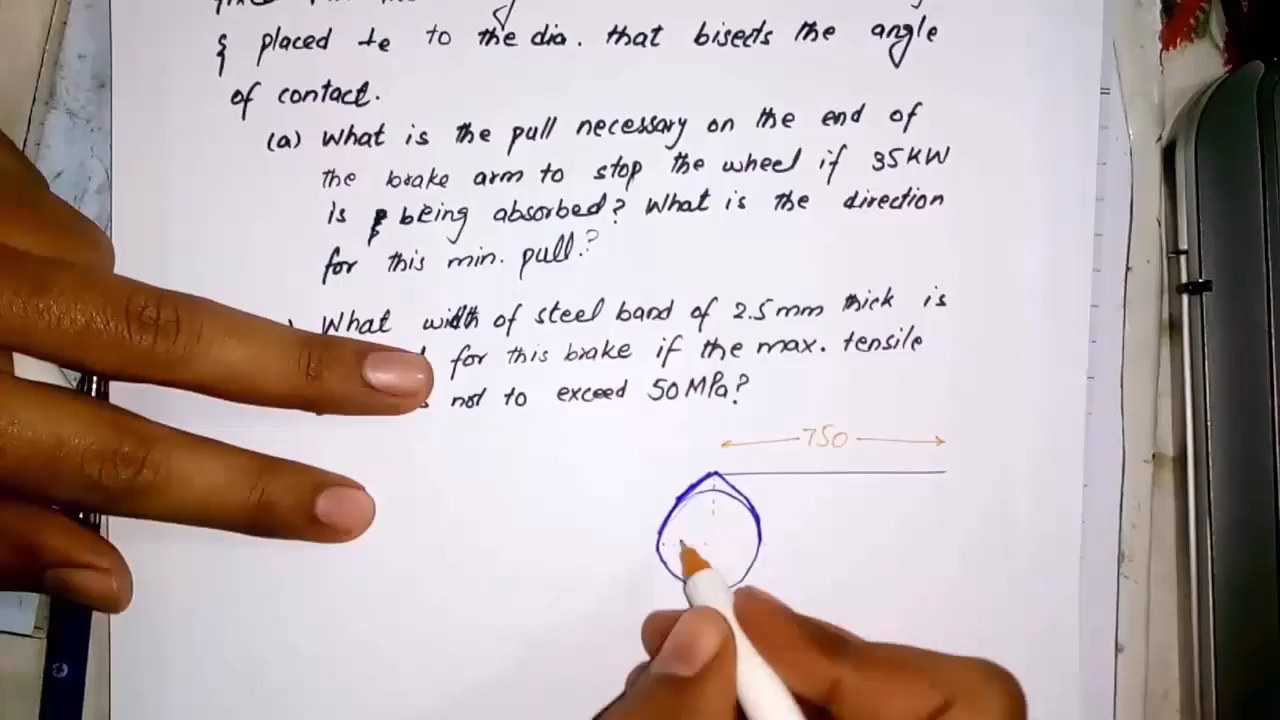 & placed ⊥e to the dia. that bisects the angle
of contact.
(a) What is the pull necessary on the end of
the brake arm to stop the wheel if 35KW
is being absorbed? What is the direction
for this min. pull?
What width of steel band of 2.5mm thick is
for this brake if the max. tensile
not to exceed 50MPa?
750